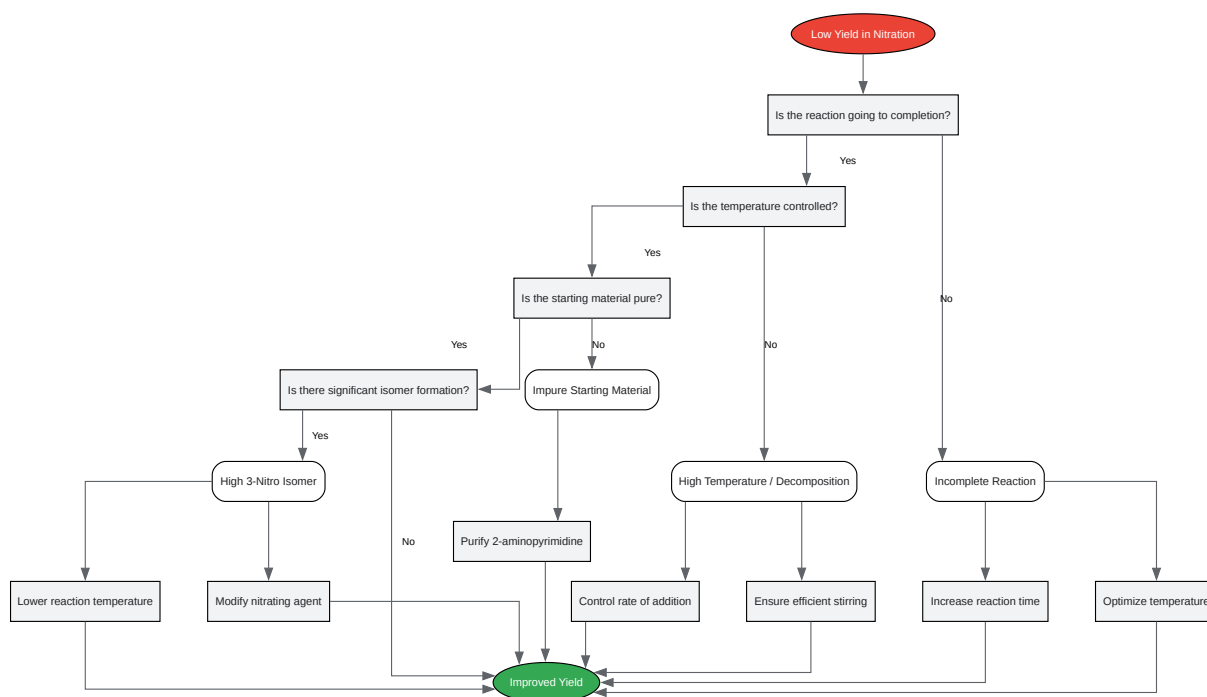 Low Yield in Nitration
Is the reaction going to completion?
Yes
Is the temperature controlled?
Yes
Is the starting material pure?
No
Yes
No
No
Is there significant isomer formation?
Impure Starting Material
Yes
High 3-Nitro Isomer
High Temperature / Decomposition
Incomplete Reaction
No
Purify 2-aminopyrimidine
Lower reaction temperature
Modify nitrating agent
Control rate of addition
Ensure efficient stirring
Increase reaction time
Optimize temperature
Improved Yield